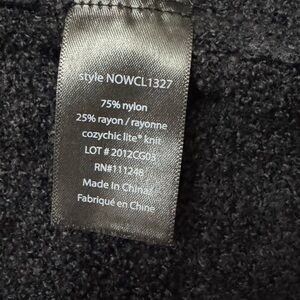 style NOWCL1327
75% nylon
25% rayon / rayonne
cozychic lite® knit
LOT # 2012CG03
RN#111248
Made In China
Fabriqué en Chine